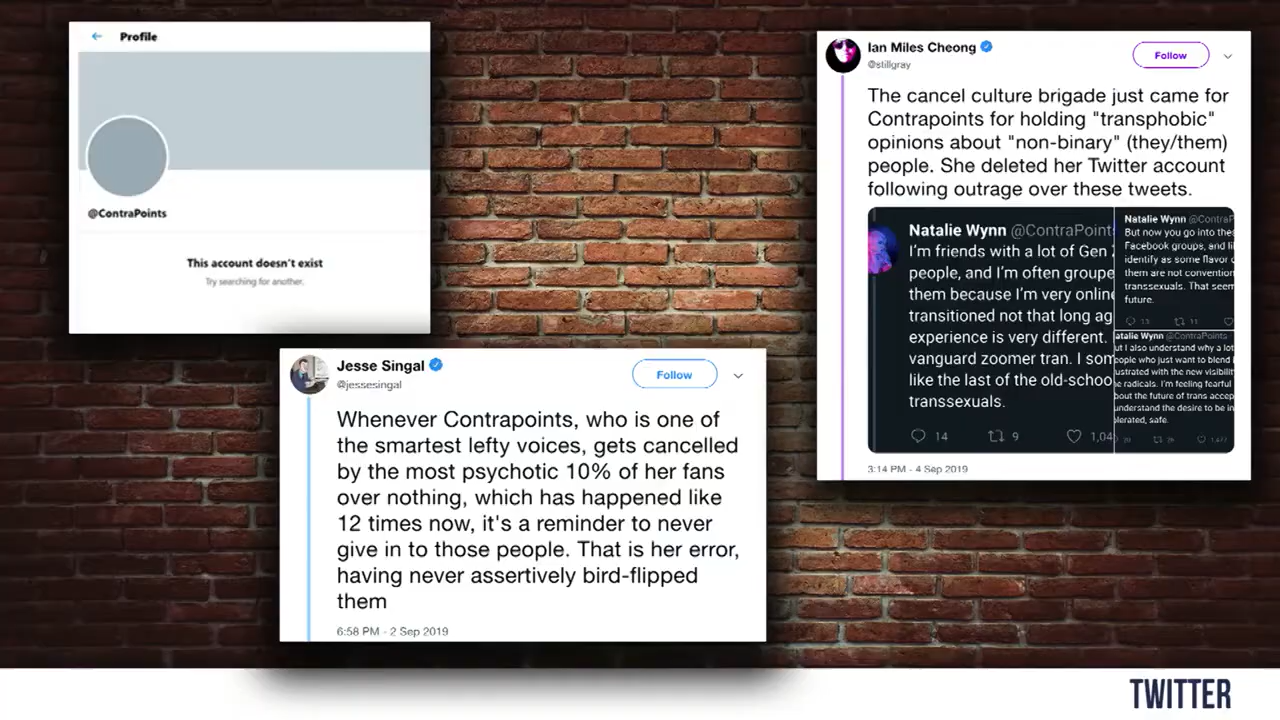 Profile
@ContraPoints
This account doesn't exist
Try searching for another.
Jesse Singal
@jessesingal
Follow
Whenever Contrapoints, who is one of
the smartest lefty voices, gets cancelled
by the most psychotic 10% of her fans
over nothing, which has happened like
12 times now, it's a reminder to never
give in to those people. That is her error,
having never assertively bird-flipped
them
6:58 PM - 2 Sep 2019
Ian Miles Cheong
@stillgray
Follow
The cancel culture brigade just came for
Contrapoints for holding "transphobic"
opinions about "non-binary" (they/them)
people. She deleted her Twitter account
following outrage over these tweets.
Natalie Wynn @ContraPoint
I'm friends with a lot of Gen
people, and I'm often groupe
them because I'm very online
transitioned not that long ag
experience is very different.
vanguard zoomer tran. I som
like the last of the old-schoo
transsexuals.
14 9 1,04
Natalie Wynn @ContraP
But now you go into thes
Facebook groups, and li
identify as some flavor o
them are not convention
transsexuals. That seem
future.
13 11
atalie Wynn @ContraPoints
ut I also understand why a lot
eople who just want to blend i
ustrated with the new visibilit
he radicals. I'm feeling fearful
bout the future of trans accep
understand the desire to be in
lerated, safe.
3:14 PM - 4 Sep 2019
TWITTER